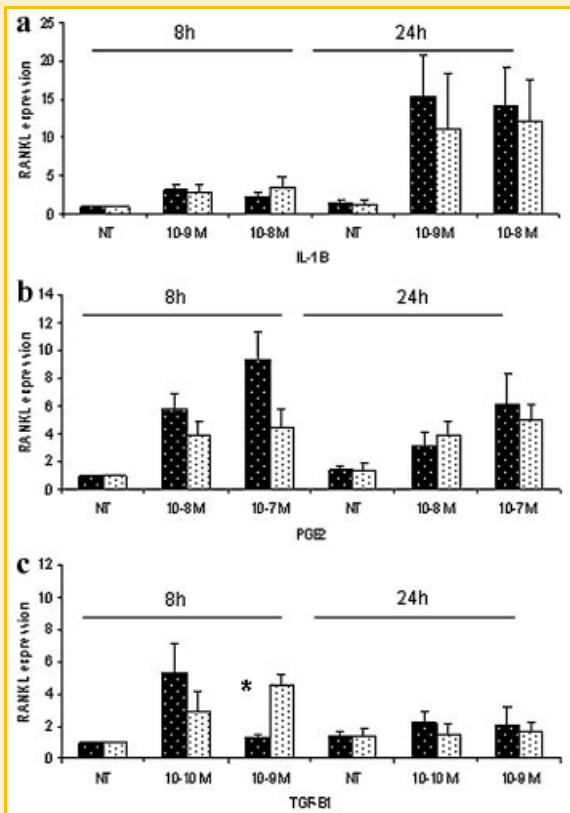 a
8h 24h
25
20
15
10
5
0
RANKL expression
NT 10-9 M 10-8 M NT 10-9 M 10-8 M
IL-1B
b
8h 24h
14
12
10
8
6
4
2
0
RANKL expression
NT 10-8 M 10-7 M NT 10-8 M 10-7 M
PGE2
c
8h 24h
12
10
8
6
4
2
0
RANKL expression
*
NT 10-10 M 10-9 M NT 10-10 M 10-9 M
TGF-B1